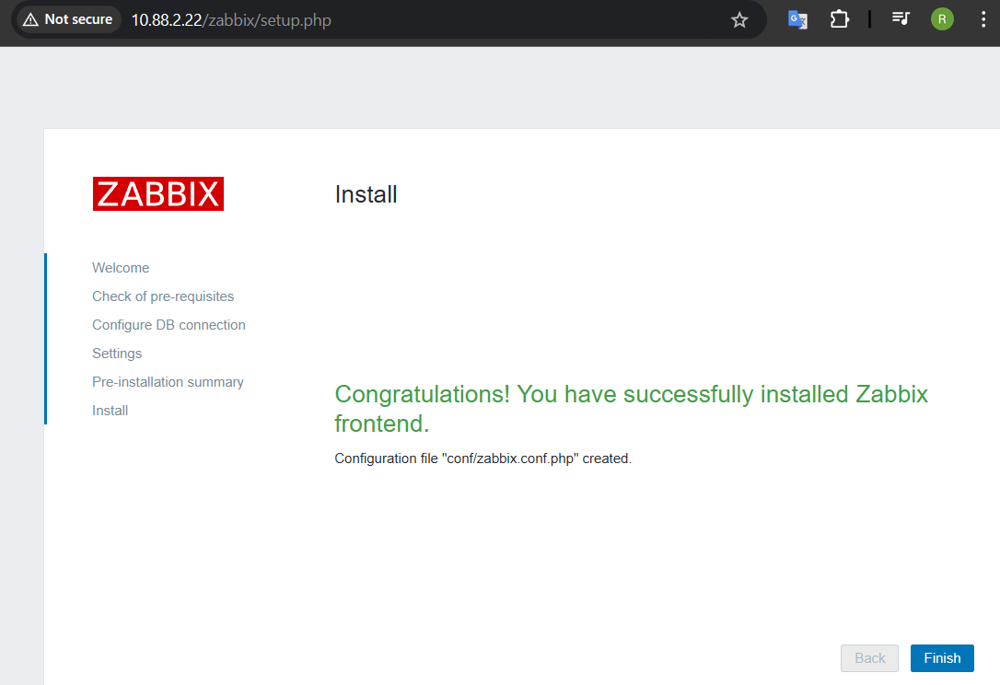 Not secure 10.88.2.22/zabbix/setup.php
R
ZABBIX
Install
Welcome
Check of pre-requisites
Configure DB connection
Settings
Pre-installation summary
Install
Congratulations! You have successfully installed Zabbix
frontend.
Configuration file "conf/zabbix.conf.php" created.
Back Finish